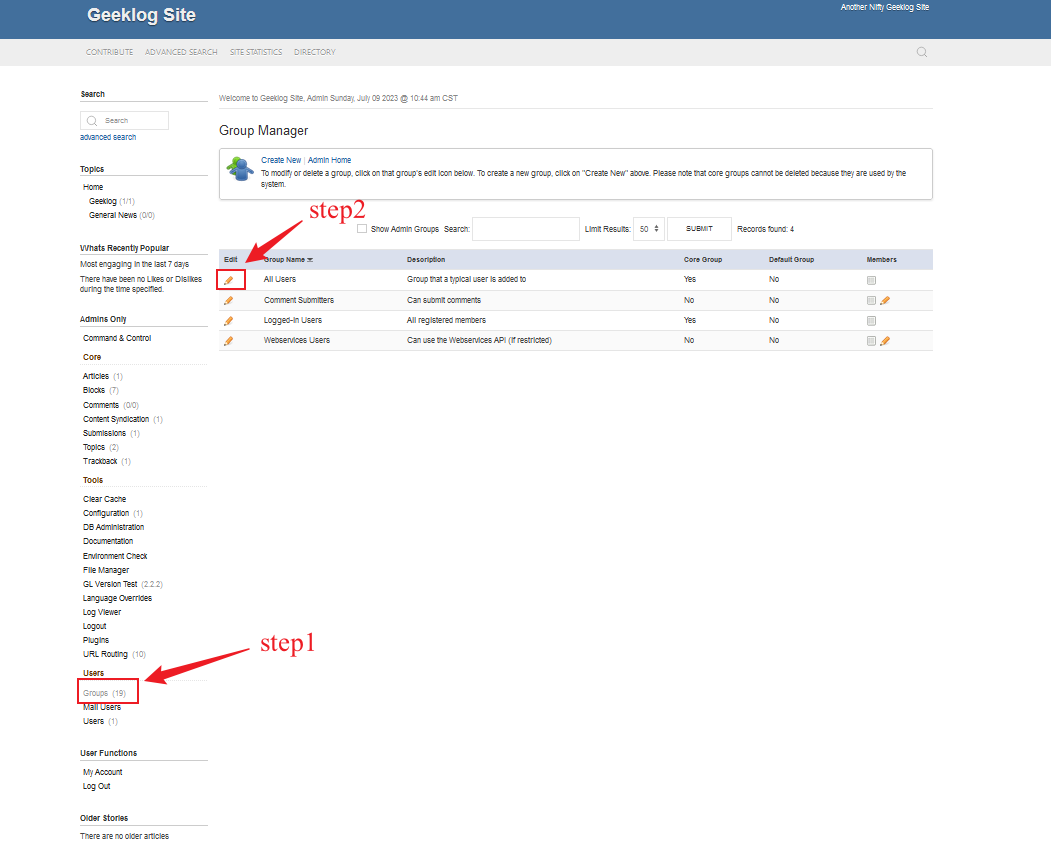 Geeklog Site
Another Nifty Geeklog Site
CONTRIBUTE ADVANCED SEARCH SITE STATISTICS DIRECTORY
Search
Search
advanced search
Topics
Home
Geeklog (1/1)
General News (0/0)
Whats Recently Popular
Most engaging in the last 7 days
There have been no Likes or Dislikes
during the time specified.
Admins Only
Command & Control
Core
Articles (1)
Blocks (7)
Comments (0/0)
Content Syndication (1)
Submissions (1)
Topics (2)
Trackback (1)
Tools
Clear Cache
Configuration (1)
DB Administration
Documentation
Environment Check
File Manager
GL Version Test (2.2.2)
Language Overrides
Log Viewer
Logout
Plugins
URL Routing (10)
Users
Groups (19)
Mail Users
Users (1)
User Functions
My Account
Log Out
Older Stories
There are no older articles
step1
Welcome to Geeklog Site, Admin Sunday, July 09 2023 @ 10:44 am CST
Group Manager
Create New | Admin Home
To modify or delete a group, click on that group's edit icon below. To create a new group, click on "Create New" above. Please note that core groups cannot be deleted because they are used by the
system.
step2
Show Admin Groups Search: Limit Results: 50 SUBMIT Records found: 4
Edit Group Name Description Core Group Default Group Members
All Users Group that a typical user is added to Yes No
Comment Submitters Can submit comments No No
Logged-in Users All registered members Yes No
Webservices Users Can use the Webservices API (if restricted) No No